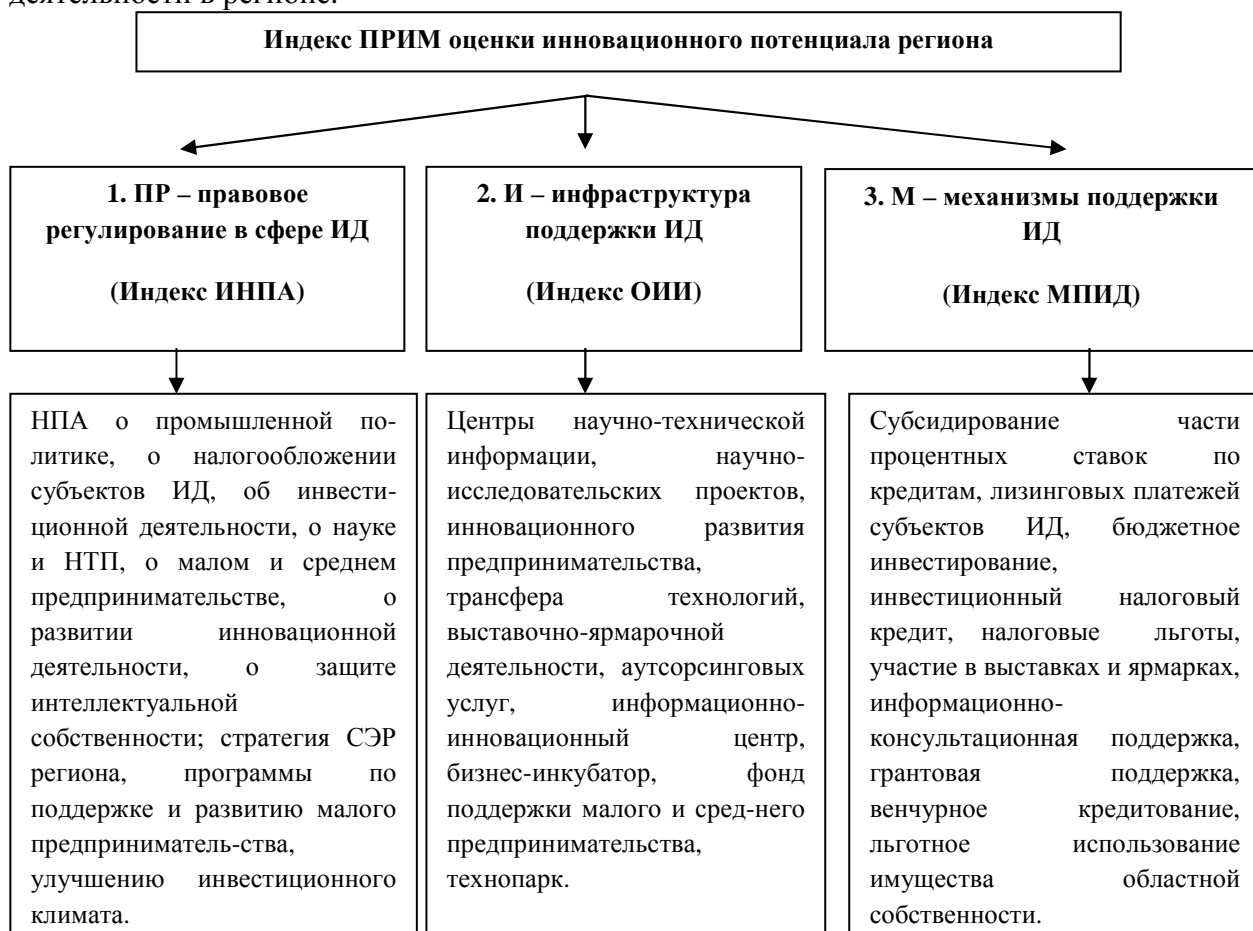 деятельности в регионе.
Индекс ПРИМ оценки инновационного потенциала региона
1. ПР – правовое
регулирование в сфере ИД
(Индекс ИНПА)
2. И – инфраструктура
поддержки ИД
(Индекс ОИИ)
3. М – механизмы поддержки
ИД
(Индекс МПИД)
НПА о промышленной по-
литике, о налогообложении
субъектов ИД, об инвести-
ционной деятельности, о науке
и НТП, о малом и среднем
предпринимательстве, о
развитии инновационной
деятельности, о защите
интеллектуальной
собственности; стратегия СЭР
региона, программы по
поддержке и развитию малого
предприниматель-ства,
улучшению инвестиционного
климата.
Центры научно-технической
информации, научно-
исследовательских проектов,
инновационного развития
предпринимательства,
трансфера технологий,
выставочно-ярмарочной
деятельности, аутсорсинговых
услуг, информационно-
инновационный центр,
бизнес-инкубатор, фонд
поддержки малого и сред-него
предпринимательства,
технопарк.
Субсидирование части
процентных ставок по
кредитам, лизинговых платежей
субъектов ИД, бюджетное
инвестирование,
инвестиционный налоговый
кредит, налоговые льготы,
участие в выставках и ярмарках,
информационно-
консультационная поддержка,
грантовая поддержка,
венчурное кредитование,
льготное использование
имущества областной
собственности.